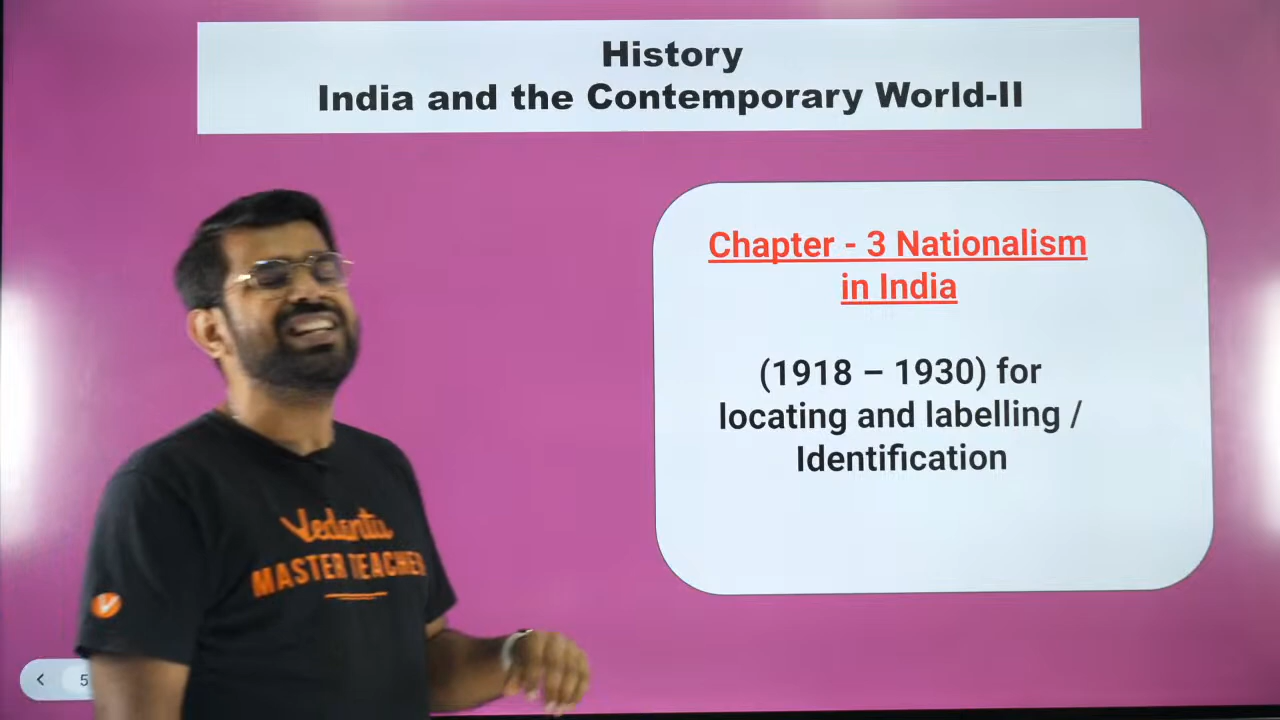 History
India and the Contemporary World-II
Chapter - 3 Nationalism
in India
(1918 – 1930) for
locating and labelling /
Identification
Vedantu
MASTER TEACHER
< 5